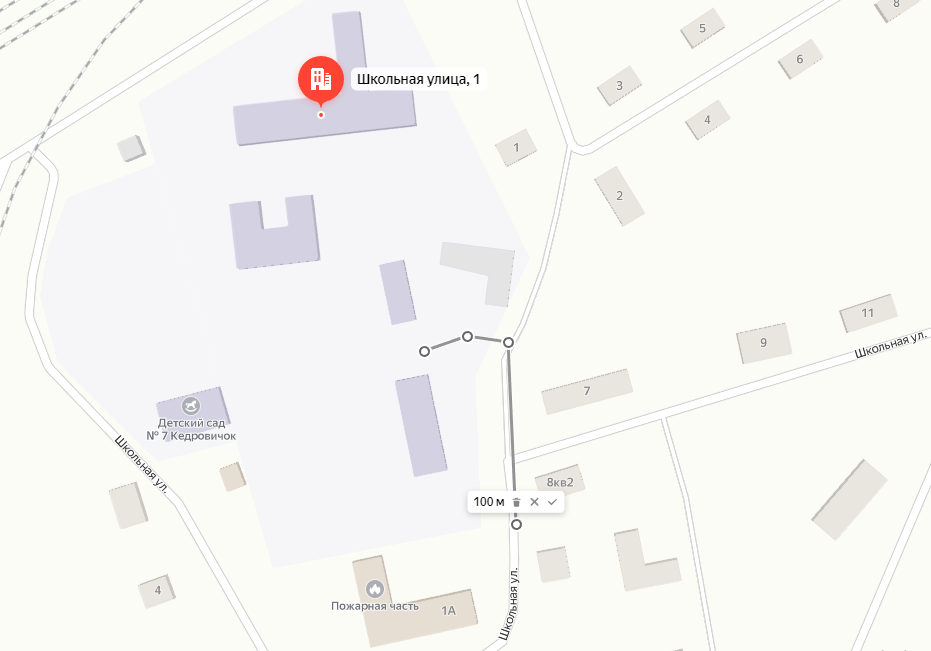 8
5
6
3
Школьная улица, 1
4
1
2
11
9
Школьная ул.
7
Детский сад
№ 7 Кедровичок
Школьная ул.
8кв2
100 м
4
Пожарная часть
1А
Школьная ул.